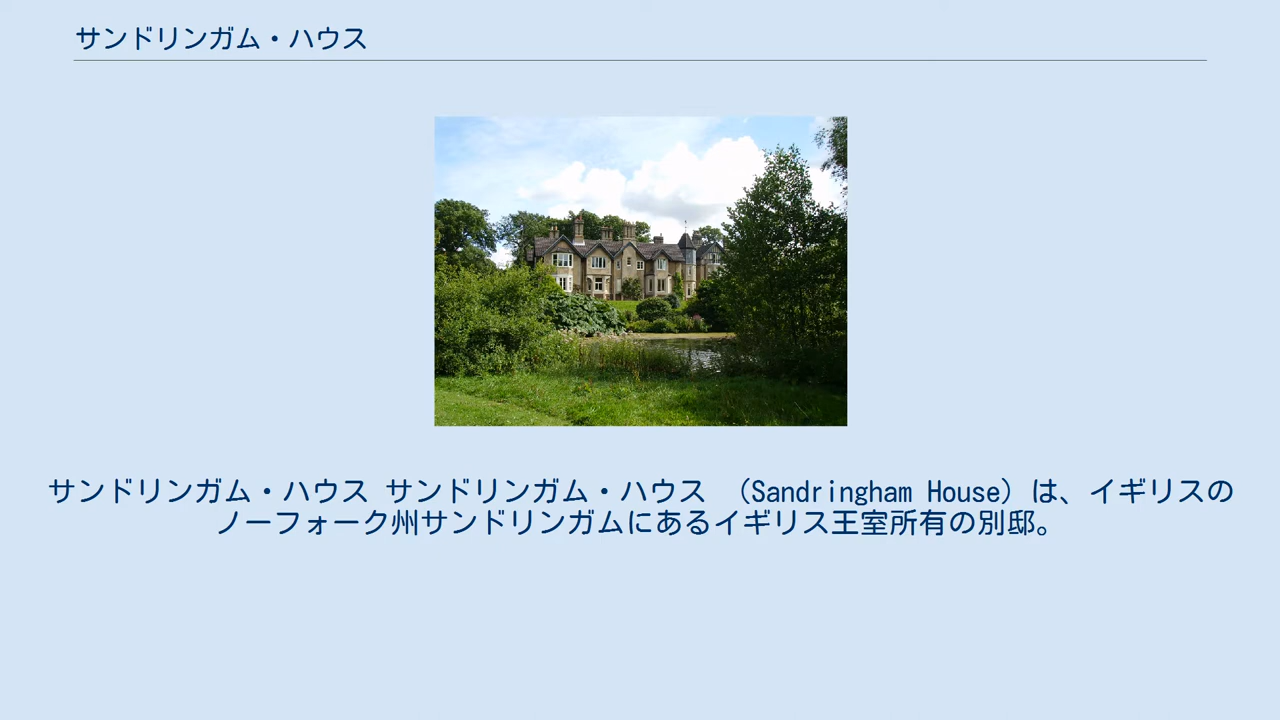 サンドリンガム・ハウス
サンドリンガム・ハウス サンドリンガム・ハウス （Sandringham House）は、イギリスの
ノーフォーク州サンドリンガムにあるイギリス王室所有の別邸。